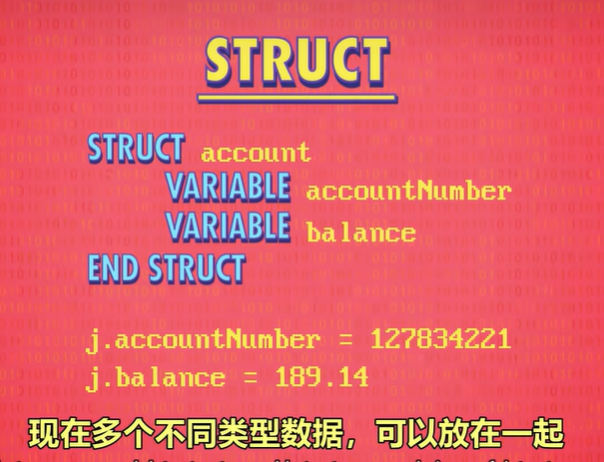 STRUCT
STRUCT account
VARIABLE accountNumber
VARIABLE balance
END STRUCT
j.accountNumber = 127834221
j.balance = 189.14
现在多个不同类型数据，可以放在一起